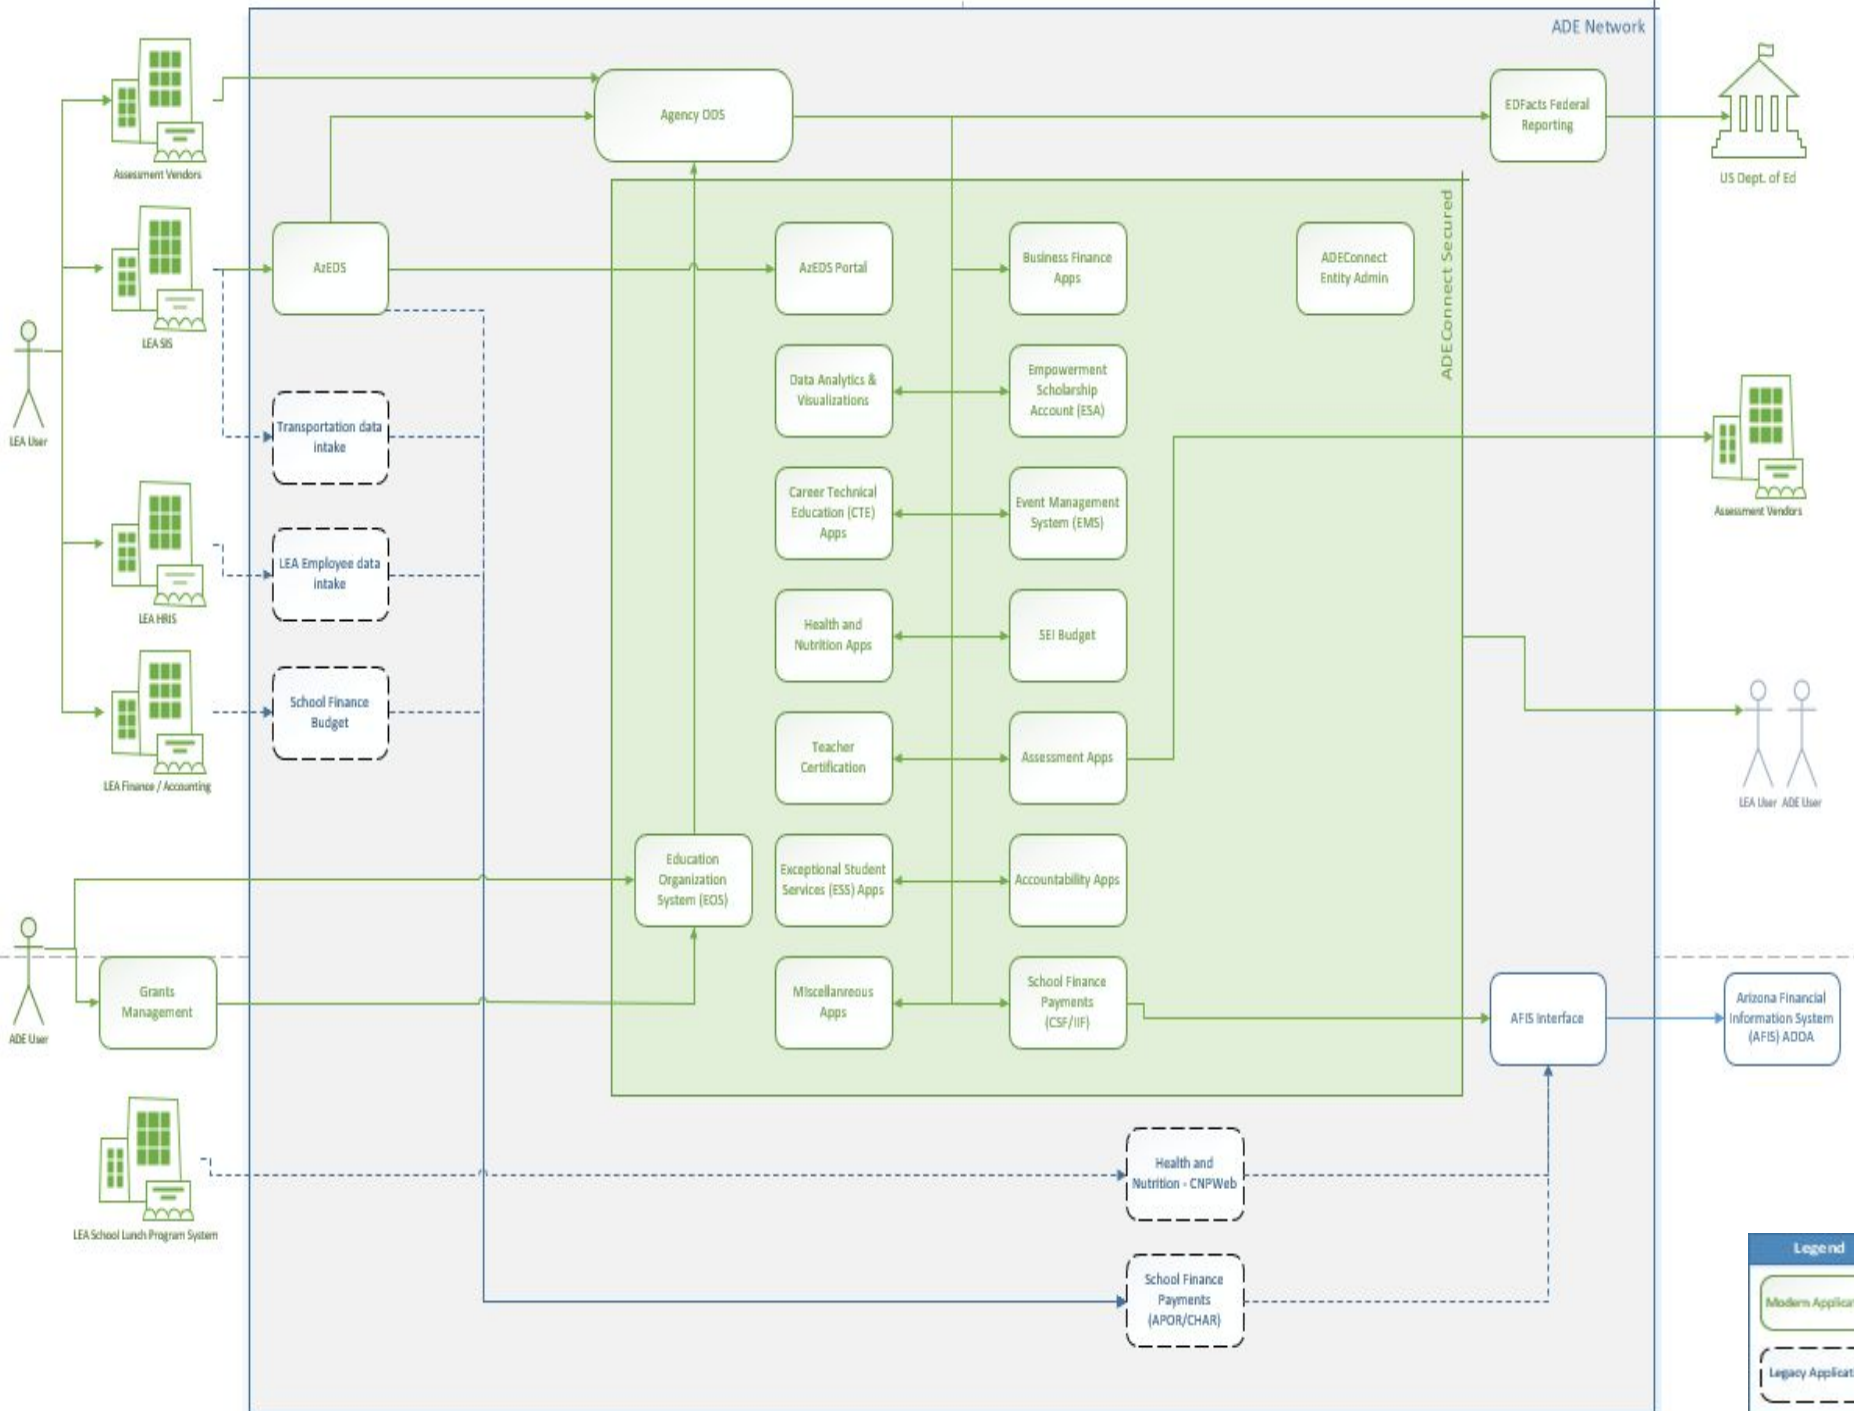 ADE Network
Assessment Vendors
Agency ODS
EDFacts Federal
Reporting
US Dept. of Ed
LEA SIS
AzEDS
AzEDS Portal
Business Finance
Apps
ADEConnect
Entity Admin
ADEConnect Secured
LEA User
Transportation data
intake
Data Analytics &
Visualizations
Empowerment
Scholarship
Account (ESA)
Assessment Vendors
Career Technical
Education (CTE)
Apps
Event Management
System (EMS)
LEA HRIS
LEA Employee data
intake
Health and
Nutrition Apps
SEI Budget
LEA Finance / Accounting
School Finance
Budget
Teacher
Certification
Assessment Apps
LEA User
ADE User
Education
Organization
System (EOS)
Exceptional Student
Services (ESS) Apps
Accountability Apps
ADE User
Grants
Management
Miscellanreous
Apps
School Finance
Payments
(CSF/IIF)
AFIS Interface
Arizona Financial
Information System
(AFIS) ADOA
LEA School Lunch Program System
Health and
Nutrition - CNPWeb
School Finance
Payments
(APOR/CHAR)
Legend
Modern Applicat
Legacy Applicat